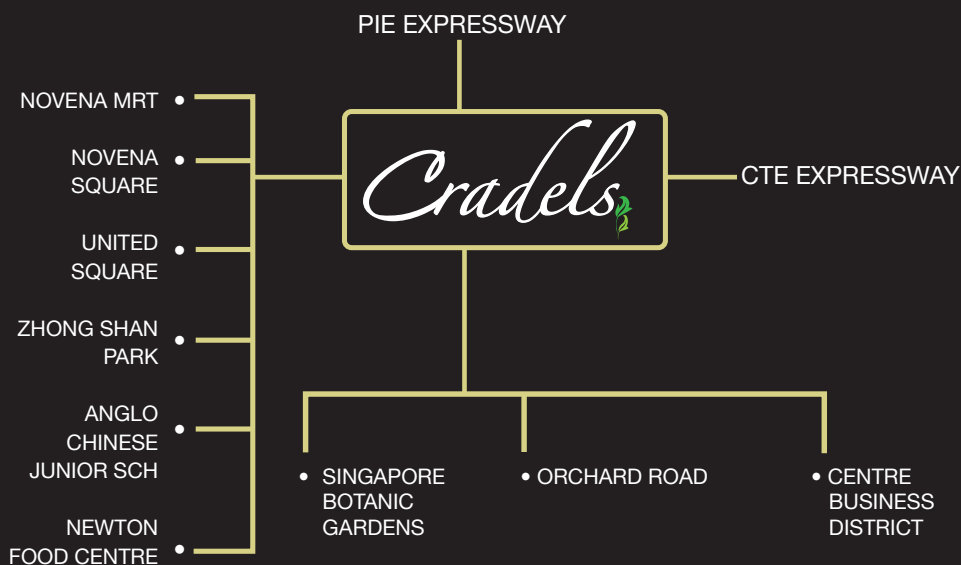 PIE EXPRESSWAY
NOVENA MRT
NOVENA
SQUARE
UNITED
SQUARE
ZHONG SHAN
PARK
ANGLO
CHINESE
JUNIOR SCH
NEWTON
FOOD CENTRE
Cradels
CTE EXPRESSWAY
• SINGAPORE
BOTANIC
GARDENS
• ORCHARD ROAD
• CENTRE
BUSINESS
DISTRICT